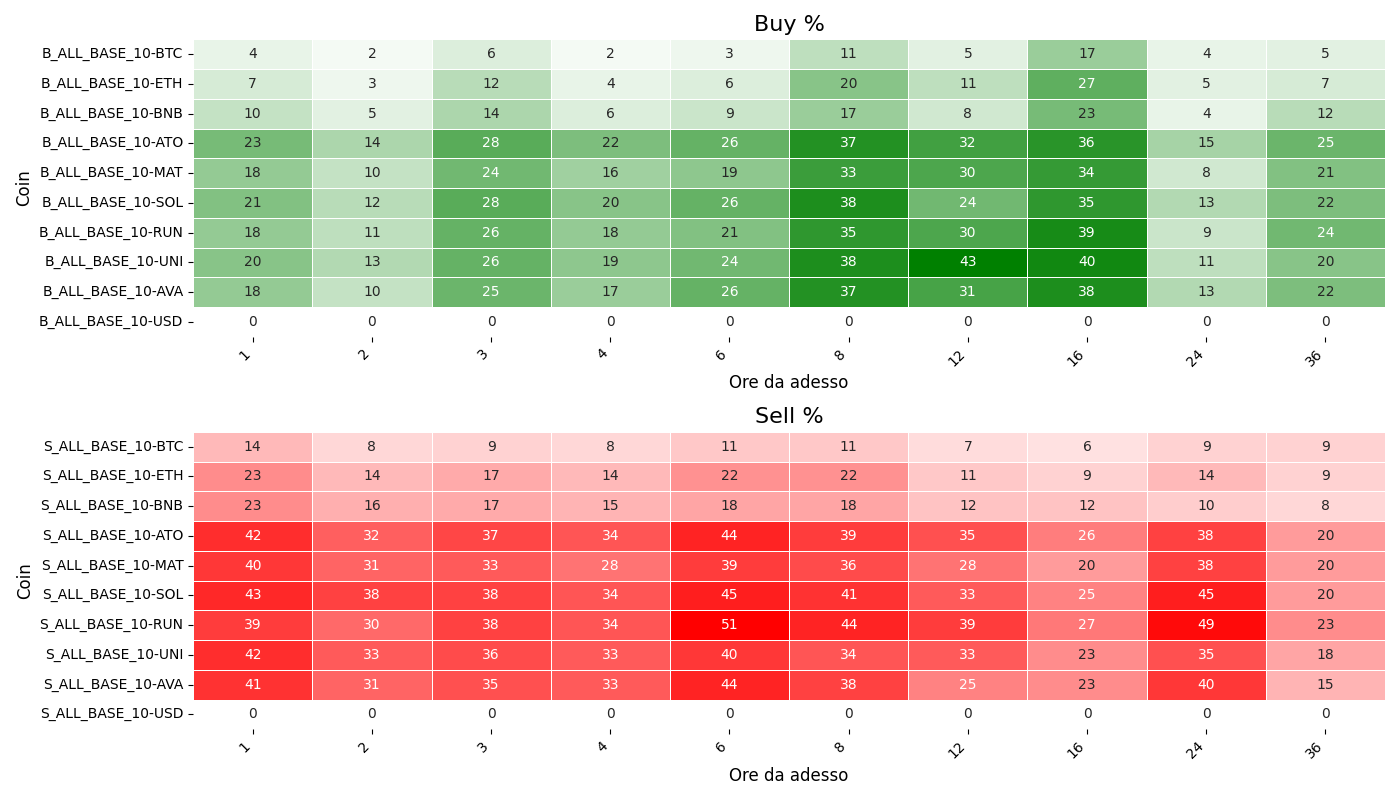 Buy %
Coin
B_ALL_BASE_10-BTC 4 2 6 2 3 11 5 17 4 5
B_ALL_BASE_10-ETH 7 3 12 4 6 20 11 27 5 7
B_ALL_BASE_10-BNB 10 5 14 6 9 17 8 23 4 12
B_ALL_BASE_10-ATO 23 14 28 22 26 37 32 36 15 25
B_ALL_BASE_10-MAT 18 10 24 16 19 33 30 34 8 21
B_ALL_BASE_10-SOL 21 12 28 20 26 38 24 35 13 22
B_ALL_BASE_10-RUN 18 11 26 18 21 35 30 39 9 24
B_ALL_BASE_10-UNI 20 13 26 19 24 38 43 40 11 20
B_ALL_BASE_10-AVA 18 10 25 17 26 37 31 38 13 22
B_ALL_BASE_10-USD 0 0 0 0 0 0 0 0 0 0
1 2 3 4 6 8 12 16 24 36
Ore da adesso
Sell %
Coin
S_ALL_BASE_10-BTC 14 8 9 8 11 11 7 6 9 9
S_ALL_BASE_10-ETH 23 14 17 14 22 22 11 9 14 9
S_ALL_BASE_10-BNB 23 16 17 15 18 18 12 12 10 8
S_ALL_BASE_10-ATO 42 32 37 34 44 39 35 26 38 20
S_ALL_BASE_10-MAT 40 31 33 28 39 36 28 20 38 20
S_ALL_BASE_10-SOL 43 38 38 34 45 41 33 25 45 20
S_ALL_BASE_10-RUN 39 30 38 34 51 44 39 27 49 23
S_ALL_BASE_10-UNI 42 33 36 33 40 34 33 23 35 18
S_ALL_BASE_10-AVA 41 31 35 33 44 38 25 23 40 15
S_ALL_BASE_10-USD 0 0 0 0 0 0 0 0 0 0
1 2 3 4 6 8 12 16 24 36
Ore da adesso